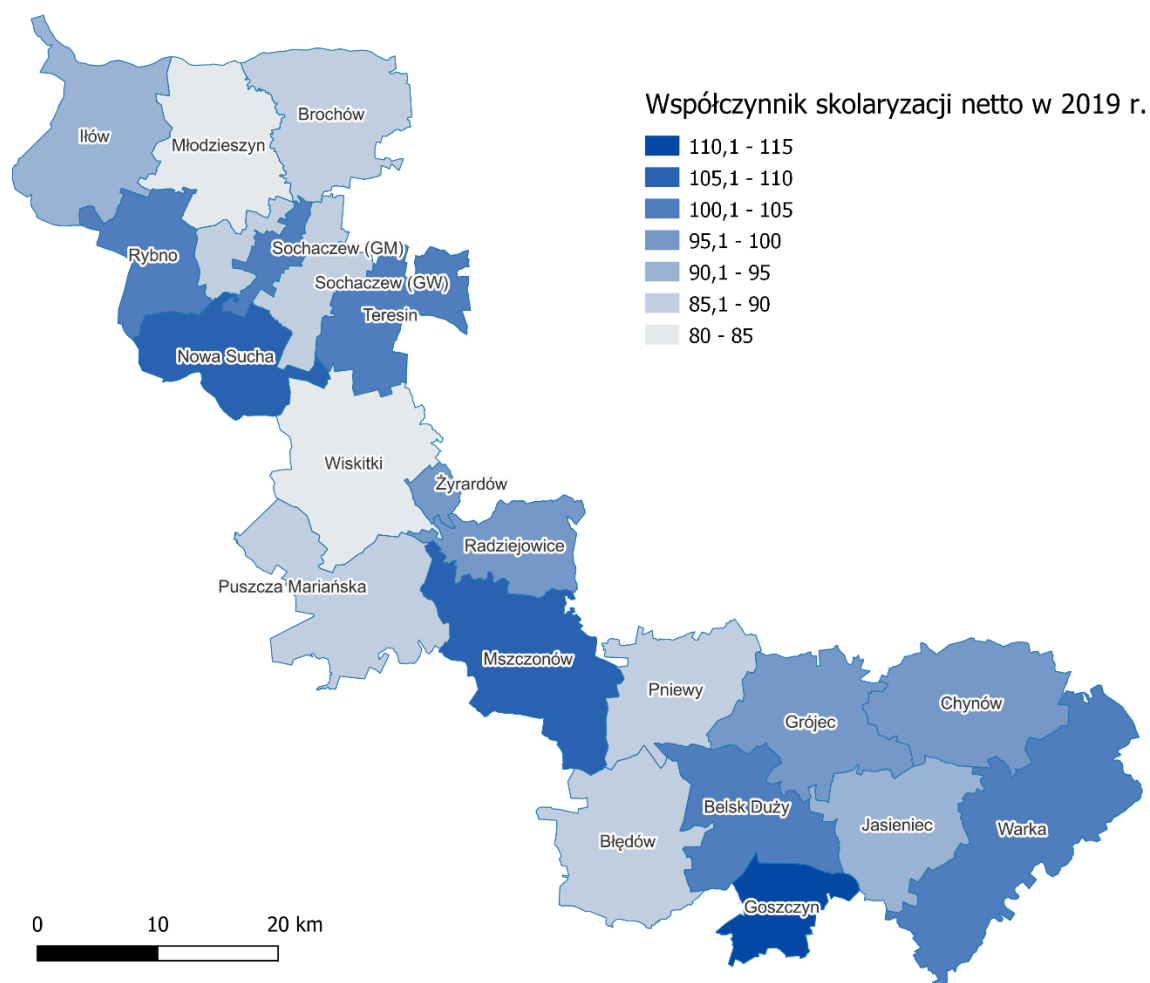 Współczynnik skolaryzacji netto w 2019 r.
110,1 - 115
105,1 - 110
100,1 - 105
95,1 - 100
90,1 - 95
85,1 - 90
80 - 85
Brochów
Iłów
Młodzieszyn
Sochaczew (GM)
Rybno
Sochaczew (GW)
Teresin
Nowa Sucha
Wiskitki
Żyrardów
Radziejowice
Puszcza Mariańska
Mszczonów
Pniewy
Chynów
Grójec
Belsk Duży
Jasieniec
Warka
Błędów
Goszczyn
0 10 20 km